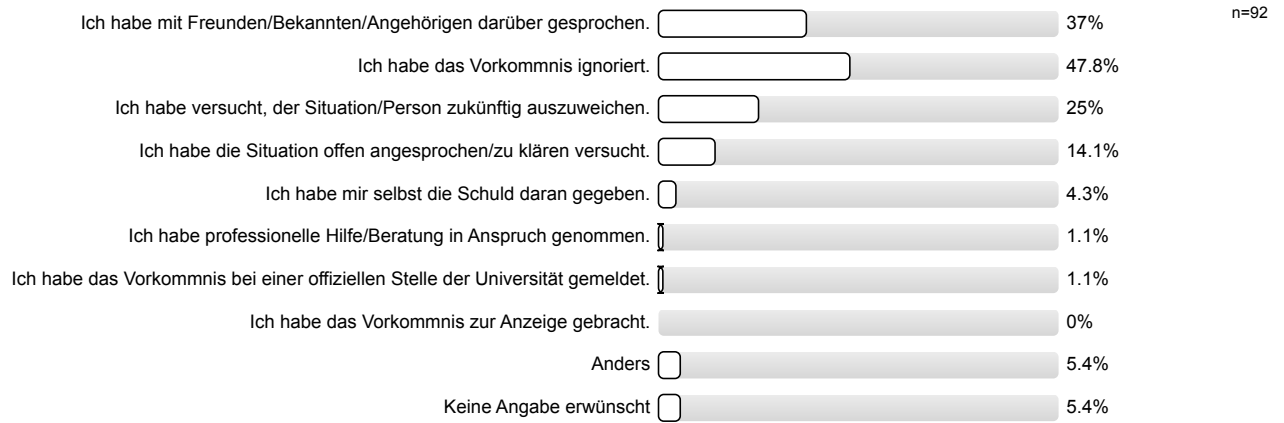 Ich habe mit Freunden/Bekannten/Angehörigen darüber gesprochen. 37% n=92
Ich habe das Vorkommnis ignoriert. 47.8%
Ich habe versucht, der Situation/Person zukünftig auszuweichen. 25%
Ich habe die Situation offen angesprochen/zu klären versucht. 14.1%
Ich habe mir selbst die Schuld daran gegeben. 4.3%
Ich habe professionelle Hilfe/Beratung in Anspruch genommen. 1.1%
Ich habe das Vorkommnis bei einer offiziellen Stelle der Universität gemeldet. 1.1%
Ich habe das Vorkommnis zur Anzeige gebracht. 0%
Anders 5.4%
Keine Angabe erwünscht 5.4%